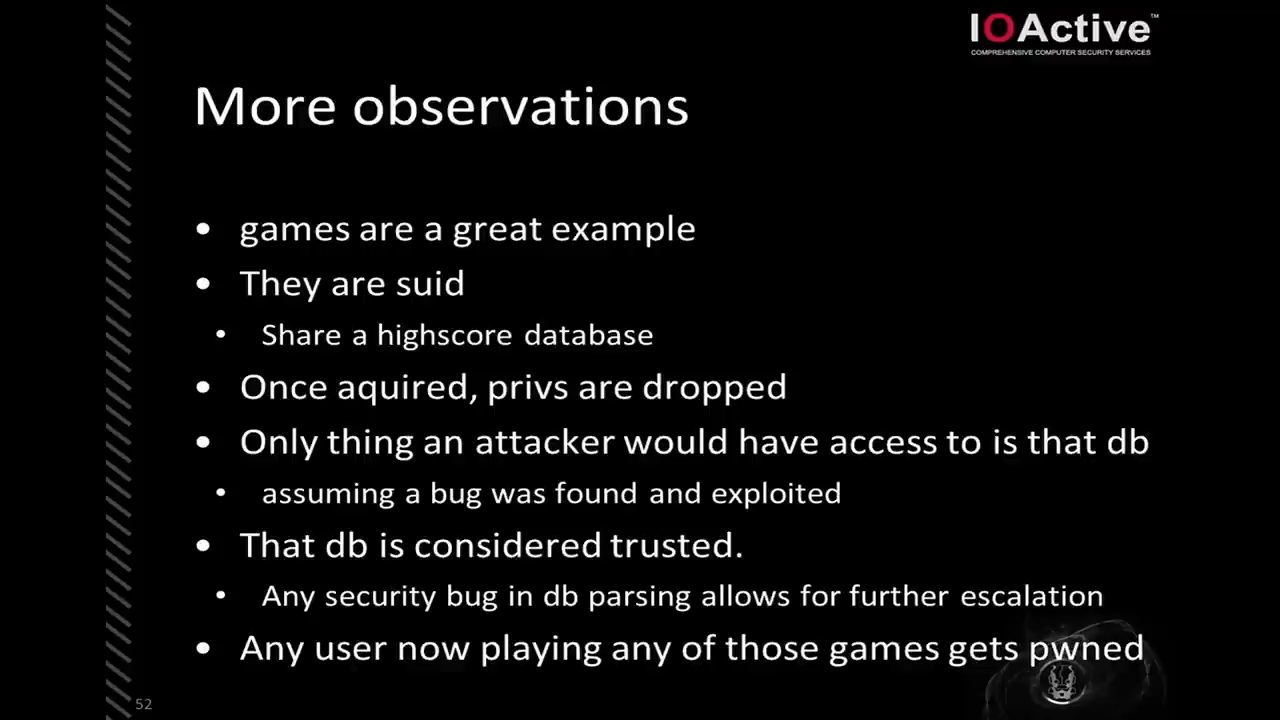 IOActive™
COMPREHENSIVE COMPUTER SECURITY SERVICES
More observations
• games are a great example
• They are suid
• Share a highscore database
• Once aquired, privs are dropped
• Only thing an attacker would have access to is that db
• assuming a bug was found and exploited
• That db is considered trusted.
• Any security bug in db parsing allows for further escalation
• Any user now playing any of those games gets pwned
52